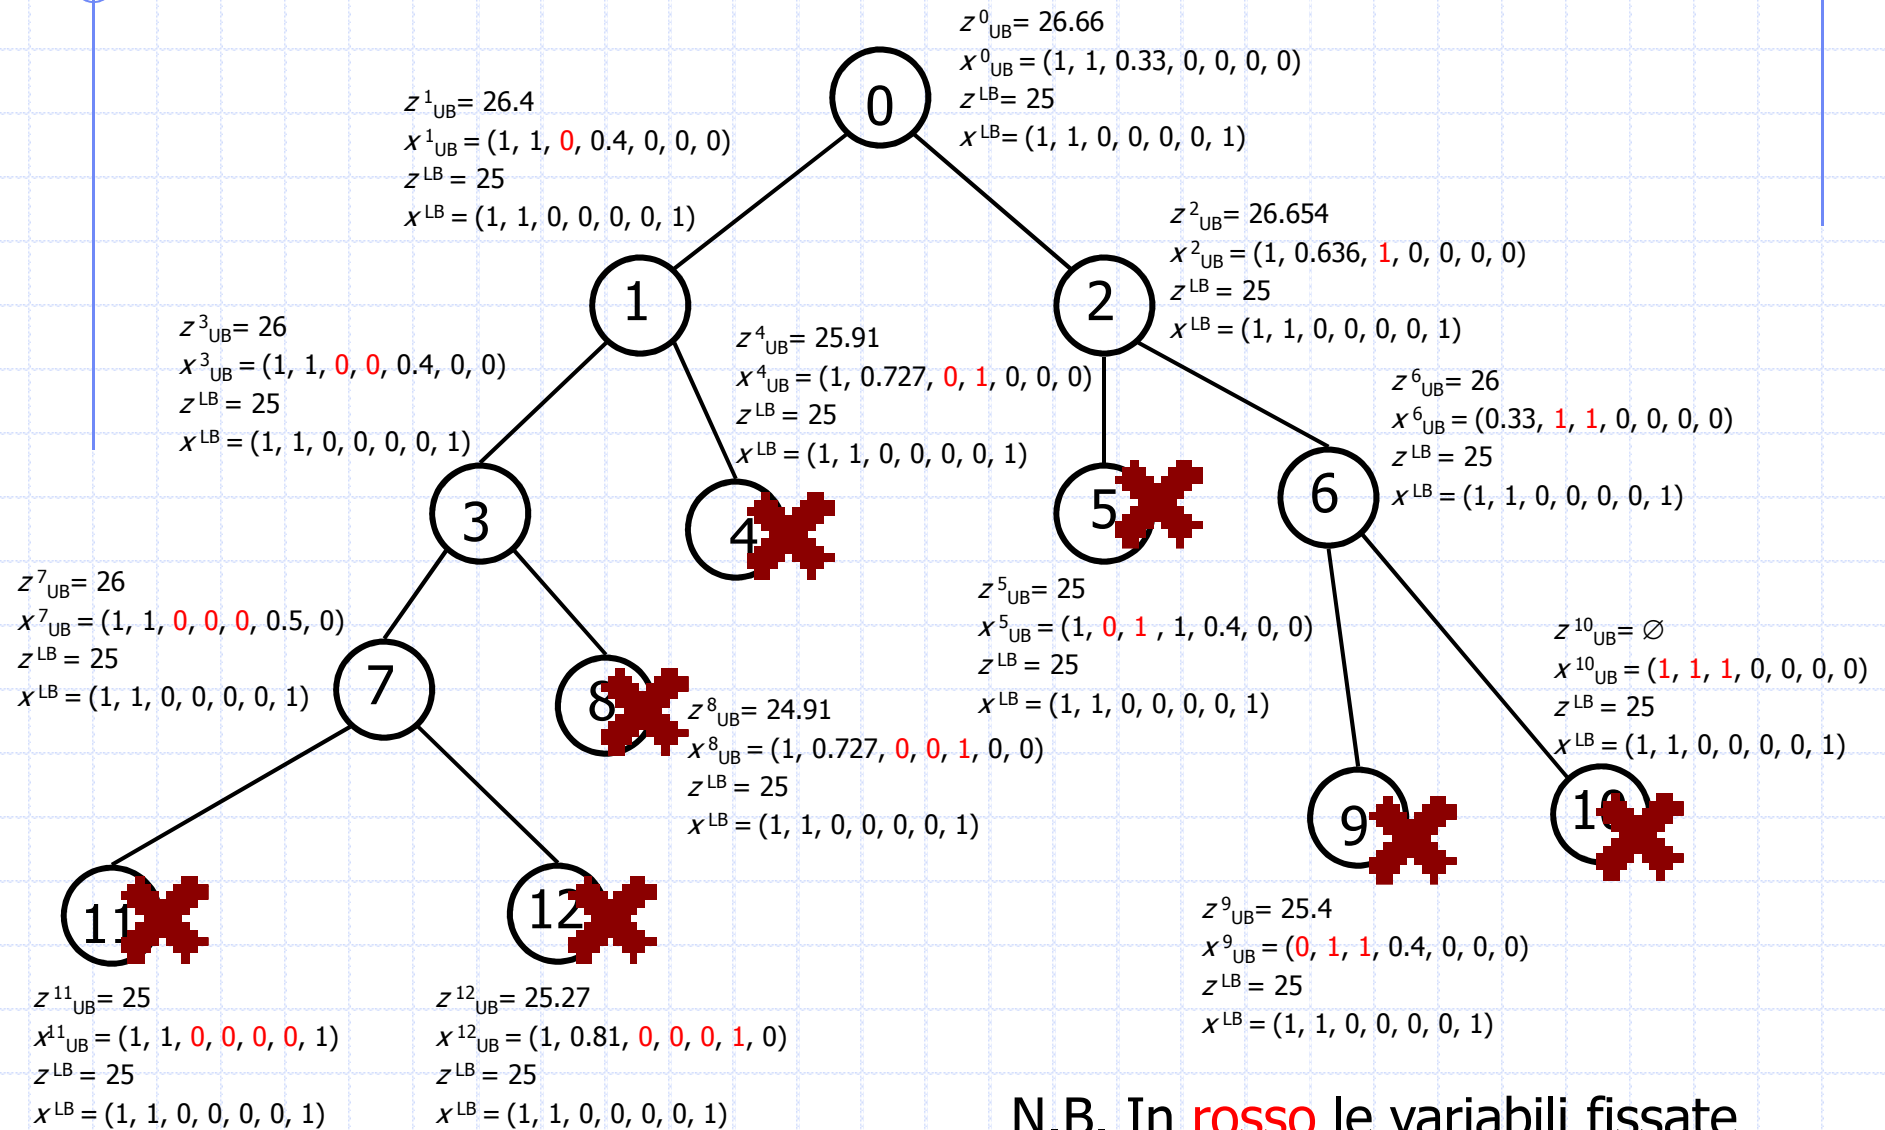 z⁰UB= 26.66
x⁰UB = (1, 1, 0.33, 0, 0, 0, 0)
zLB= 25
xLB= (1, 1, 0, 0, 0, 0, 1)
0
z¹UB= 26.4
x¹UB = (1, 1, 0, 0.4, 0, 0, 0)
zLB = 25
xLB = (1, 1, 0, 0, 0, 0, 1)
1
z²UB= 26.654
x²UB = (1, 0.636, 1, 0, 0, 0, 0)
zLB = 25
xLB = (1, 1, 0, 0, 0, 0, 1)
2
z³UB= 26
x³UB = (1, 1, 0, 0, 0.4, 0, 0)
zLB = 25
xLB = (1, 1, 0, 0, 0, 0, 1)
3
z⁴UB= 25.91
x⁴UB = (1, 0.727, 0, 1, 0, 0, 0)
zLB = 25
xLB = (1, 1, 0, 0, 0, 0, 1)
4
5
z⁶UB= 26
x⁶UB = (0.33, 1, 1, 0, 0, 0, 0)
zLB = 25
xLB = (1, 1, 0, 0, 0, 0, 1)
6
z⁷UB= 26
x⁷UB = (1, 1, 0, 0, 0, 0.5, 0)
zLB = 25
xLB = (1, 1, 0, 0, 0, 0, 1)
7
8
z⁸UB= 24.91
x⁸UB = (1, 0.727, 0, 0, 1, 0, 0)
zLB = 25
xLB = (1, 1, 0, 0, 0, 0, 1)
z⁵UB= 25
x⁵UB = (1, 0, 1 , 1, 0.4, 0, 0)
zLB = 25
xLB = (1, 1, 0, 0, 0, 0, 1)
z¹⁰UB= ∅
x¹⁰UB = (1, 1, 1, 0, 0, 0, 0)
zLB = 25
xLB = (1, 1, 0, 0, 0, 0, 1)
9
10
11
12
z⁹UB= 25.4
x⁹UB = (0, 1, 1, 0.4, 0, 0, 0)
zLB = 25
xLB = (1, 1, 0, 0, 0, 0, 1)
z¹¹UB= 25
x¹¹UB = (1, 1, 0, 0, 0, 0, 1)
zLB = 25
xLB = (1, 1, 0, 0, 0, 0, 1)
z¹²UB= 25.27
x¹²UB = (1, 0.81, 0, 0, 0, 1, 0)
zLB = 25
xLB = (1, 1, 0, 0, 0, 0, 1)
N.B. In rosso le variabili fissate